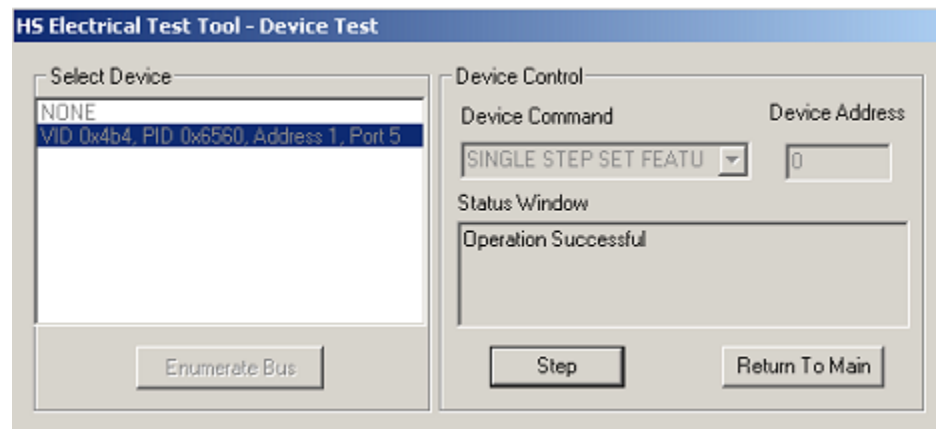 HS Electrical Test Tool - Device Test
Select Device
NONE
VID 0x4b4, PID 0x6560, Address 1, Port 5
Enumerate Bus
Device Control
Device Command
Device Address
SINGLE STEP SET FEATU
0
Status Window
Operation Successful
Step
Return To Main